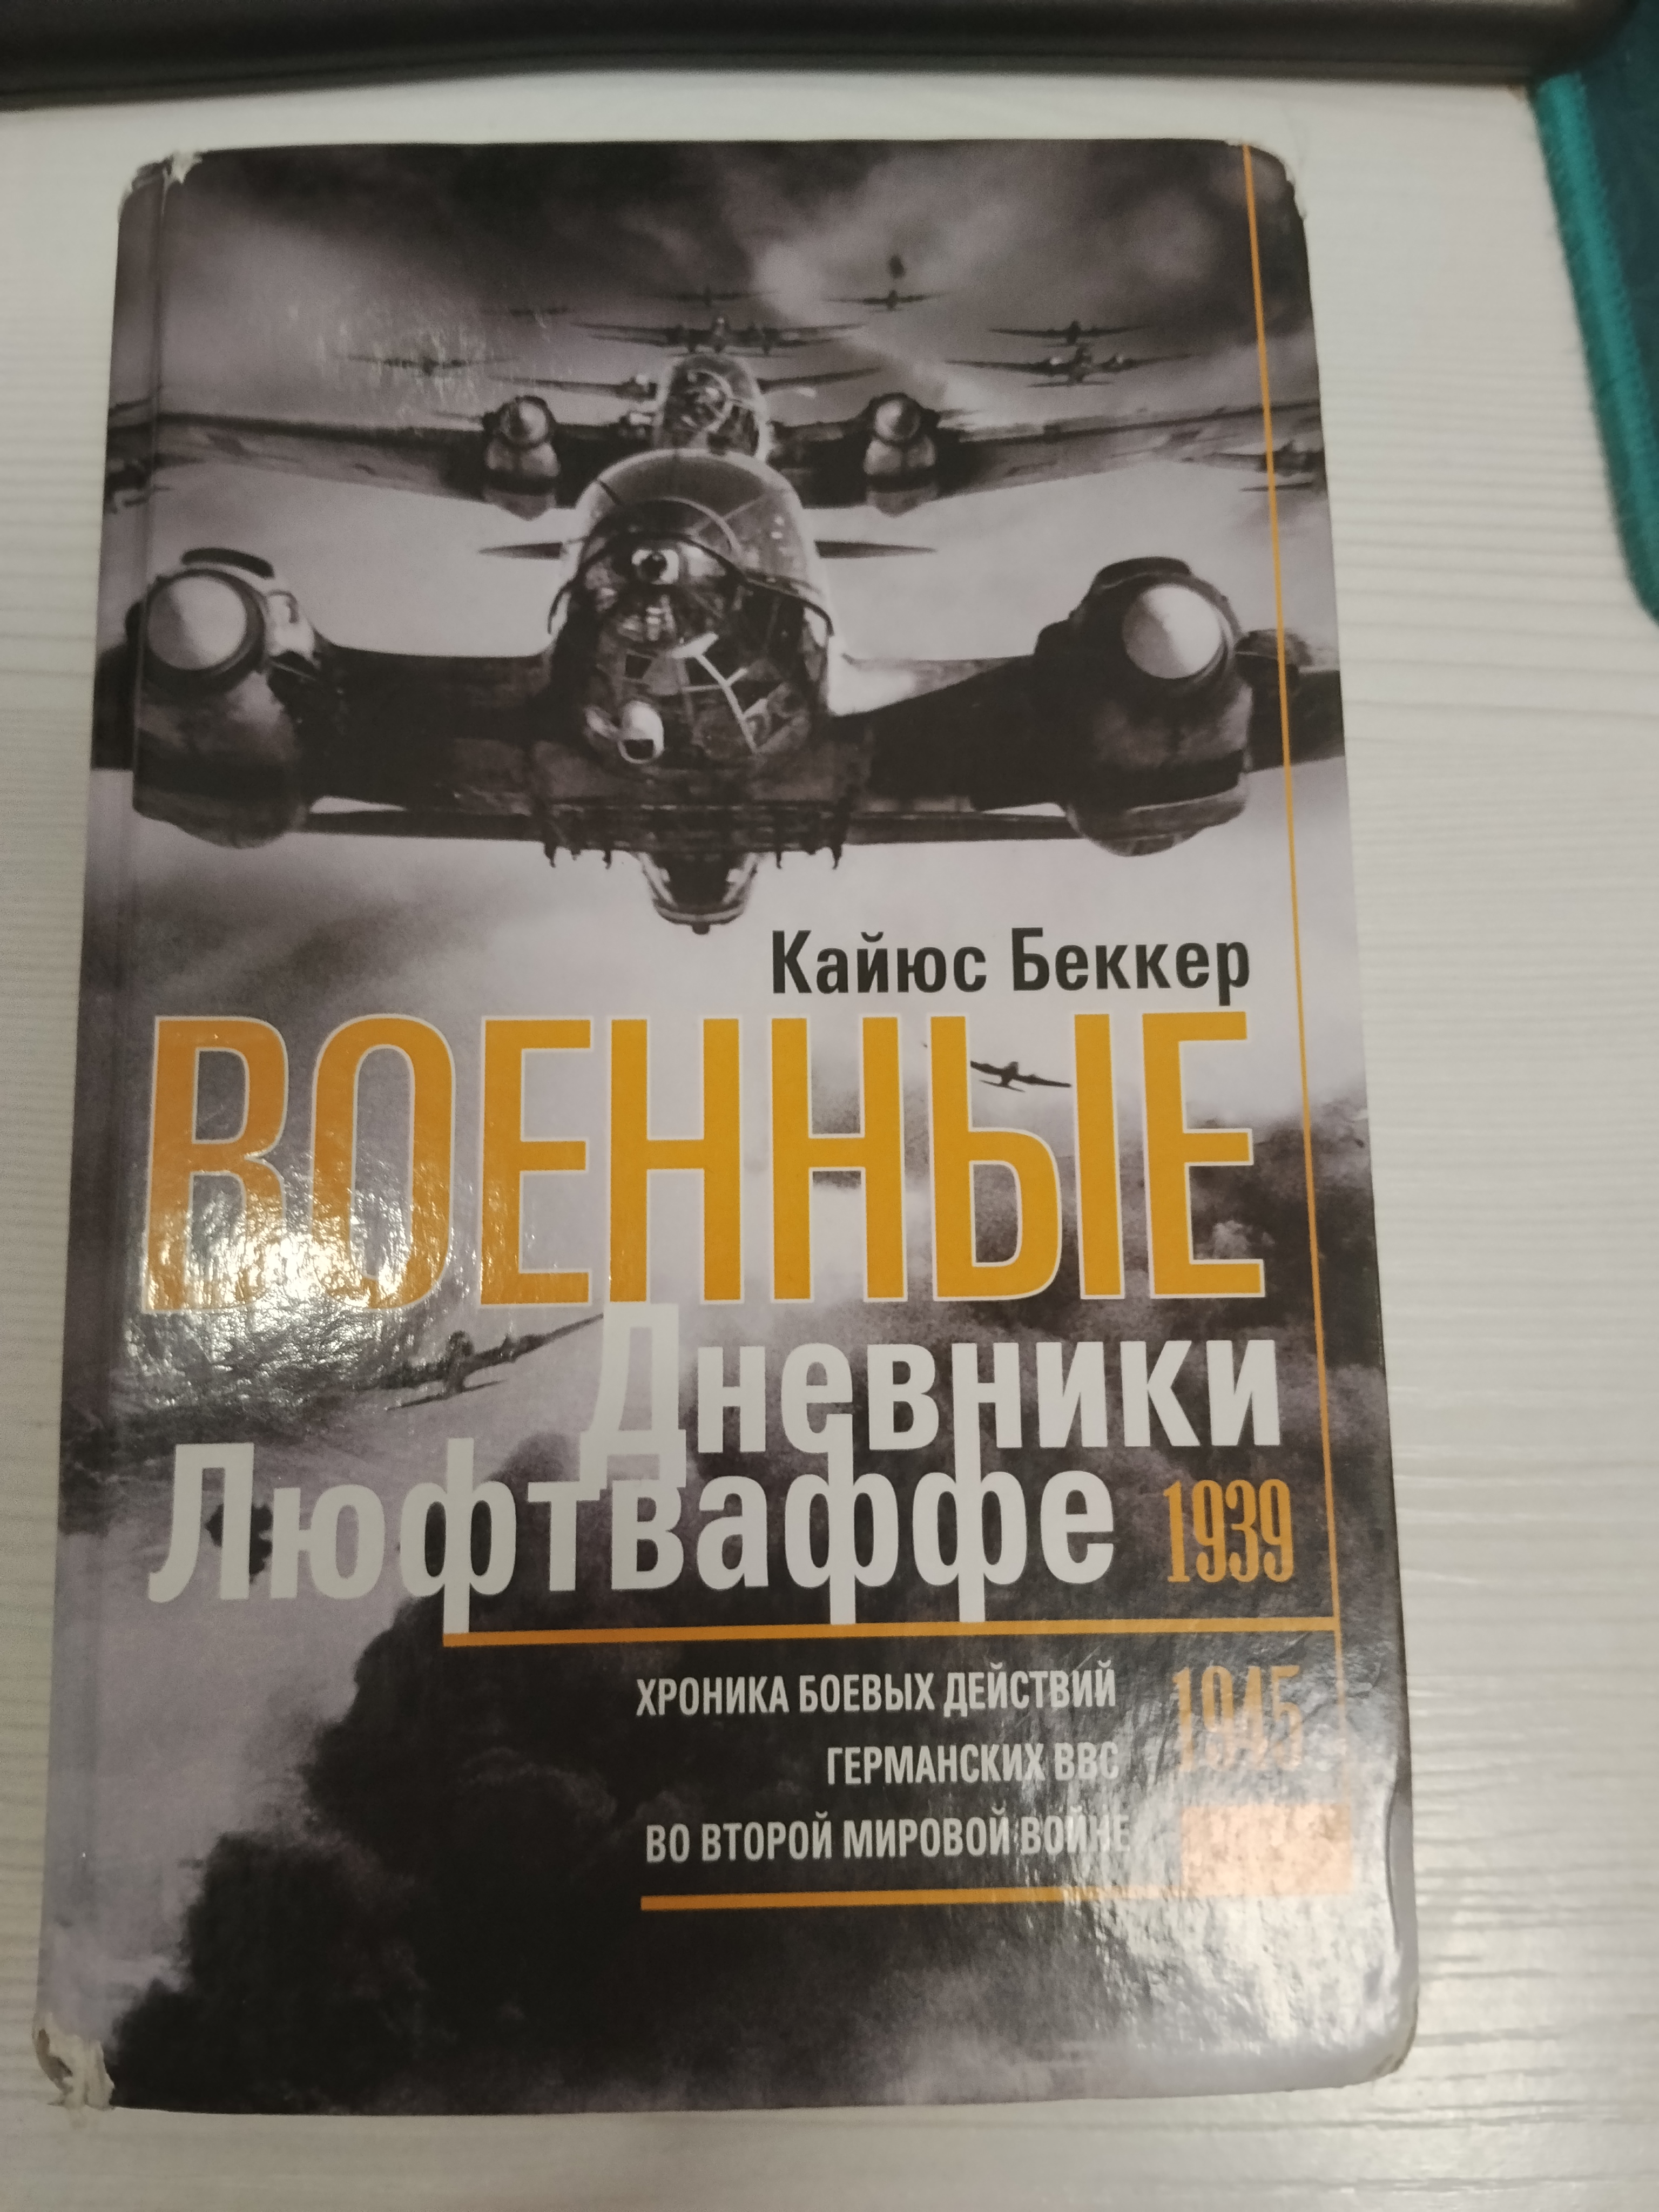 Кайюс Беккер
ВОЕННЫЕ
Дневники
Люфтваффе 1939
1945
ХРОНИКА БОЕВЫХ ДЕЙСТВИЙ
ГЕРМАНСКИХ ВВС
ВО ВТОРОЙ МИРОВОЙ ВОЙНЕ